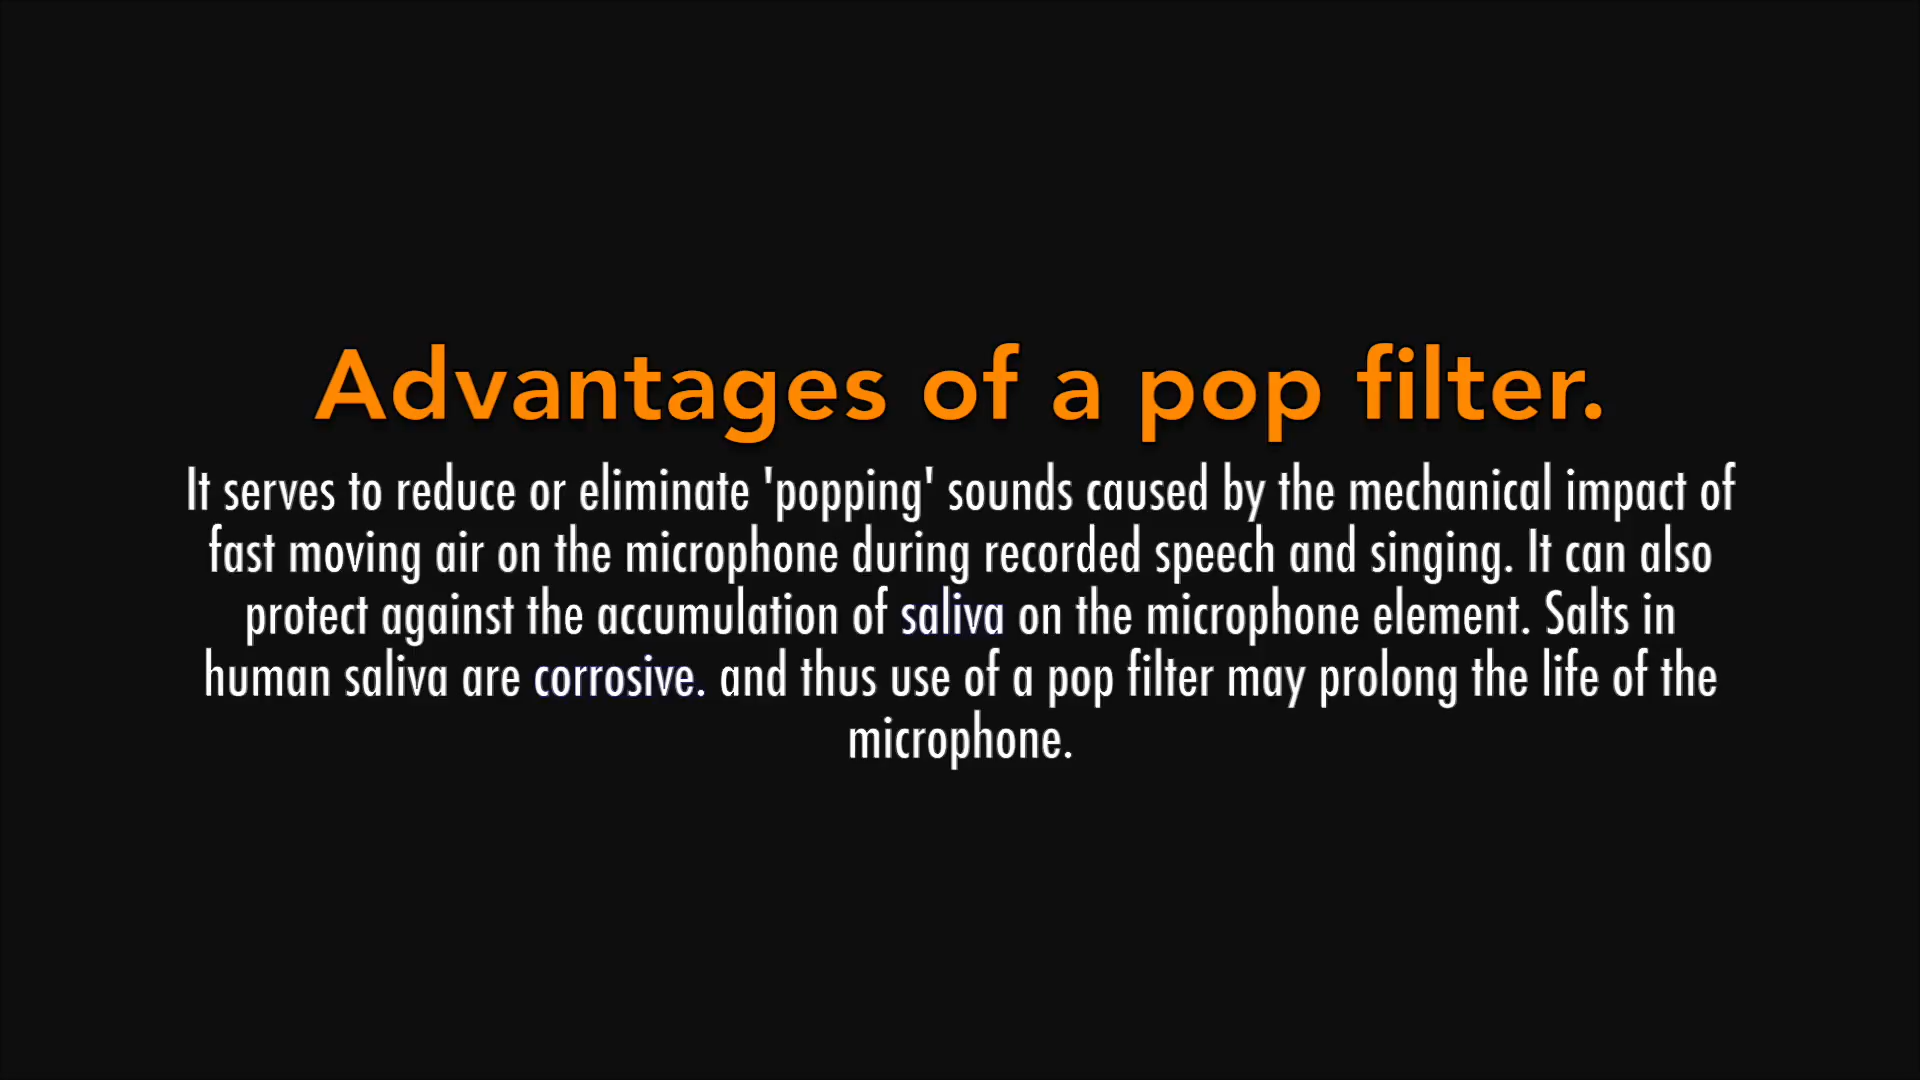 Advantages of a pop filter.
It serves to reduce or eliminate 'popping' sounds caused by the mechanical impact of
fast moving air on the microphone during recorded speech and singing. It can also
protect against the accumulation of saliva on the microphone element. Salts in
human saliva are corrosive. and thus use of a pop filter may prolong the life of the
microphone.